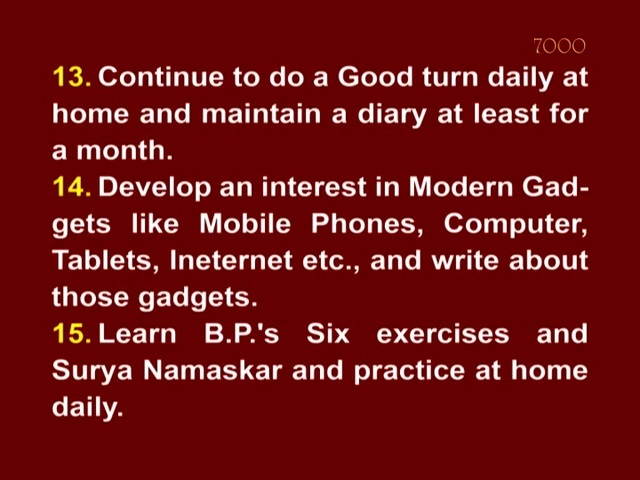 7000
13. Continue to do a Good turn daily at
home and maintain a diary at least for
a month.
14. Develop an interest in Modern Gad-
gets like Mobile Phones, Computer,
Tablets, Ineternet etc., and write about
those gadgets.
15. Learn B.P.'s Six exercises and
Surya Namaskar and practice at home
daily.